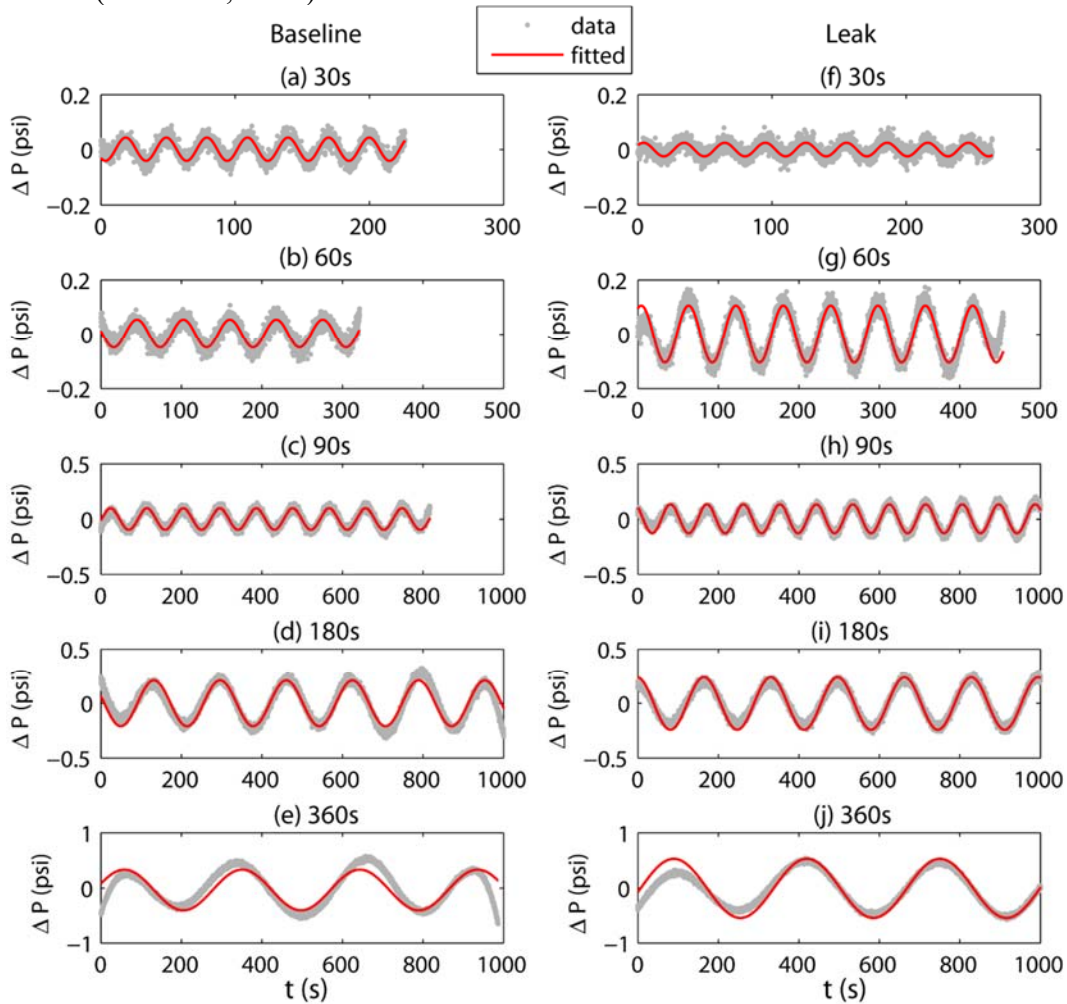 Baseline
data
fitted
Leak
(a) 30s
(f) 30s
0.2
0
−0.2
Δ P (psi)
0 100 200 300
0.2
0
−0.2
Δ P (psi)
0 100 200 300
(b) 60s
(g) 60s
0.2
0
−0.2
Δ P (psi)
0 100 200 300 400 500
0.2
0
−0.2
Δ P (psi)
0 100 200 300 400 500
(c) 90s
(h) 90s
0.5
0
−0.5
Δ P (psi)
0 200 400 600 800 1000
0.5
0
−0.5
Δ P (psi)
0 200 400 600 800 1000
(d) 180s
(i) 180s
0.5
0
−0.5
Δ P (psi)
0 200 400 600 800 1000
0.5
0
−0.5
Δ P (psi)
0 200 400 600 800 1000
(e) 360s
(j) 360s
1
0
−1
Δ P (psi)
0 200 400 600 800 1000
t (s)
1
0
−1
Δ P (psi)
0 200 400 600 800 1000
t (s)